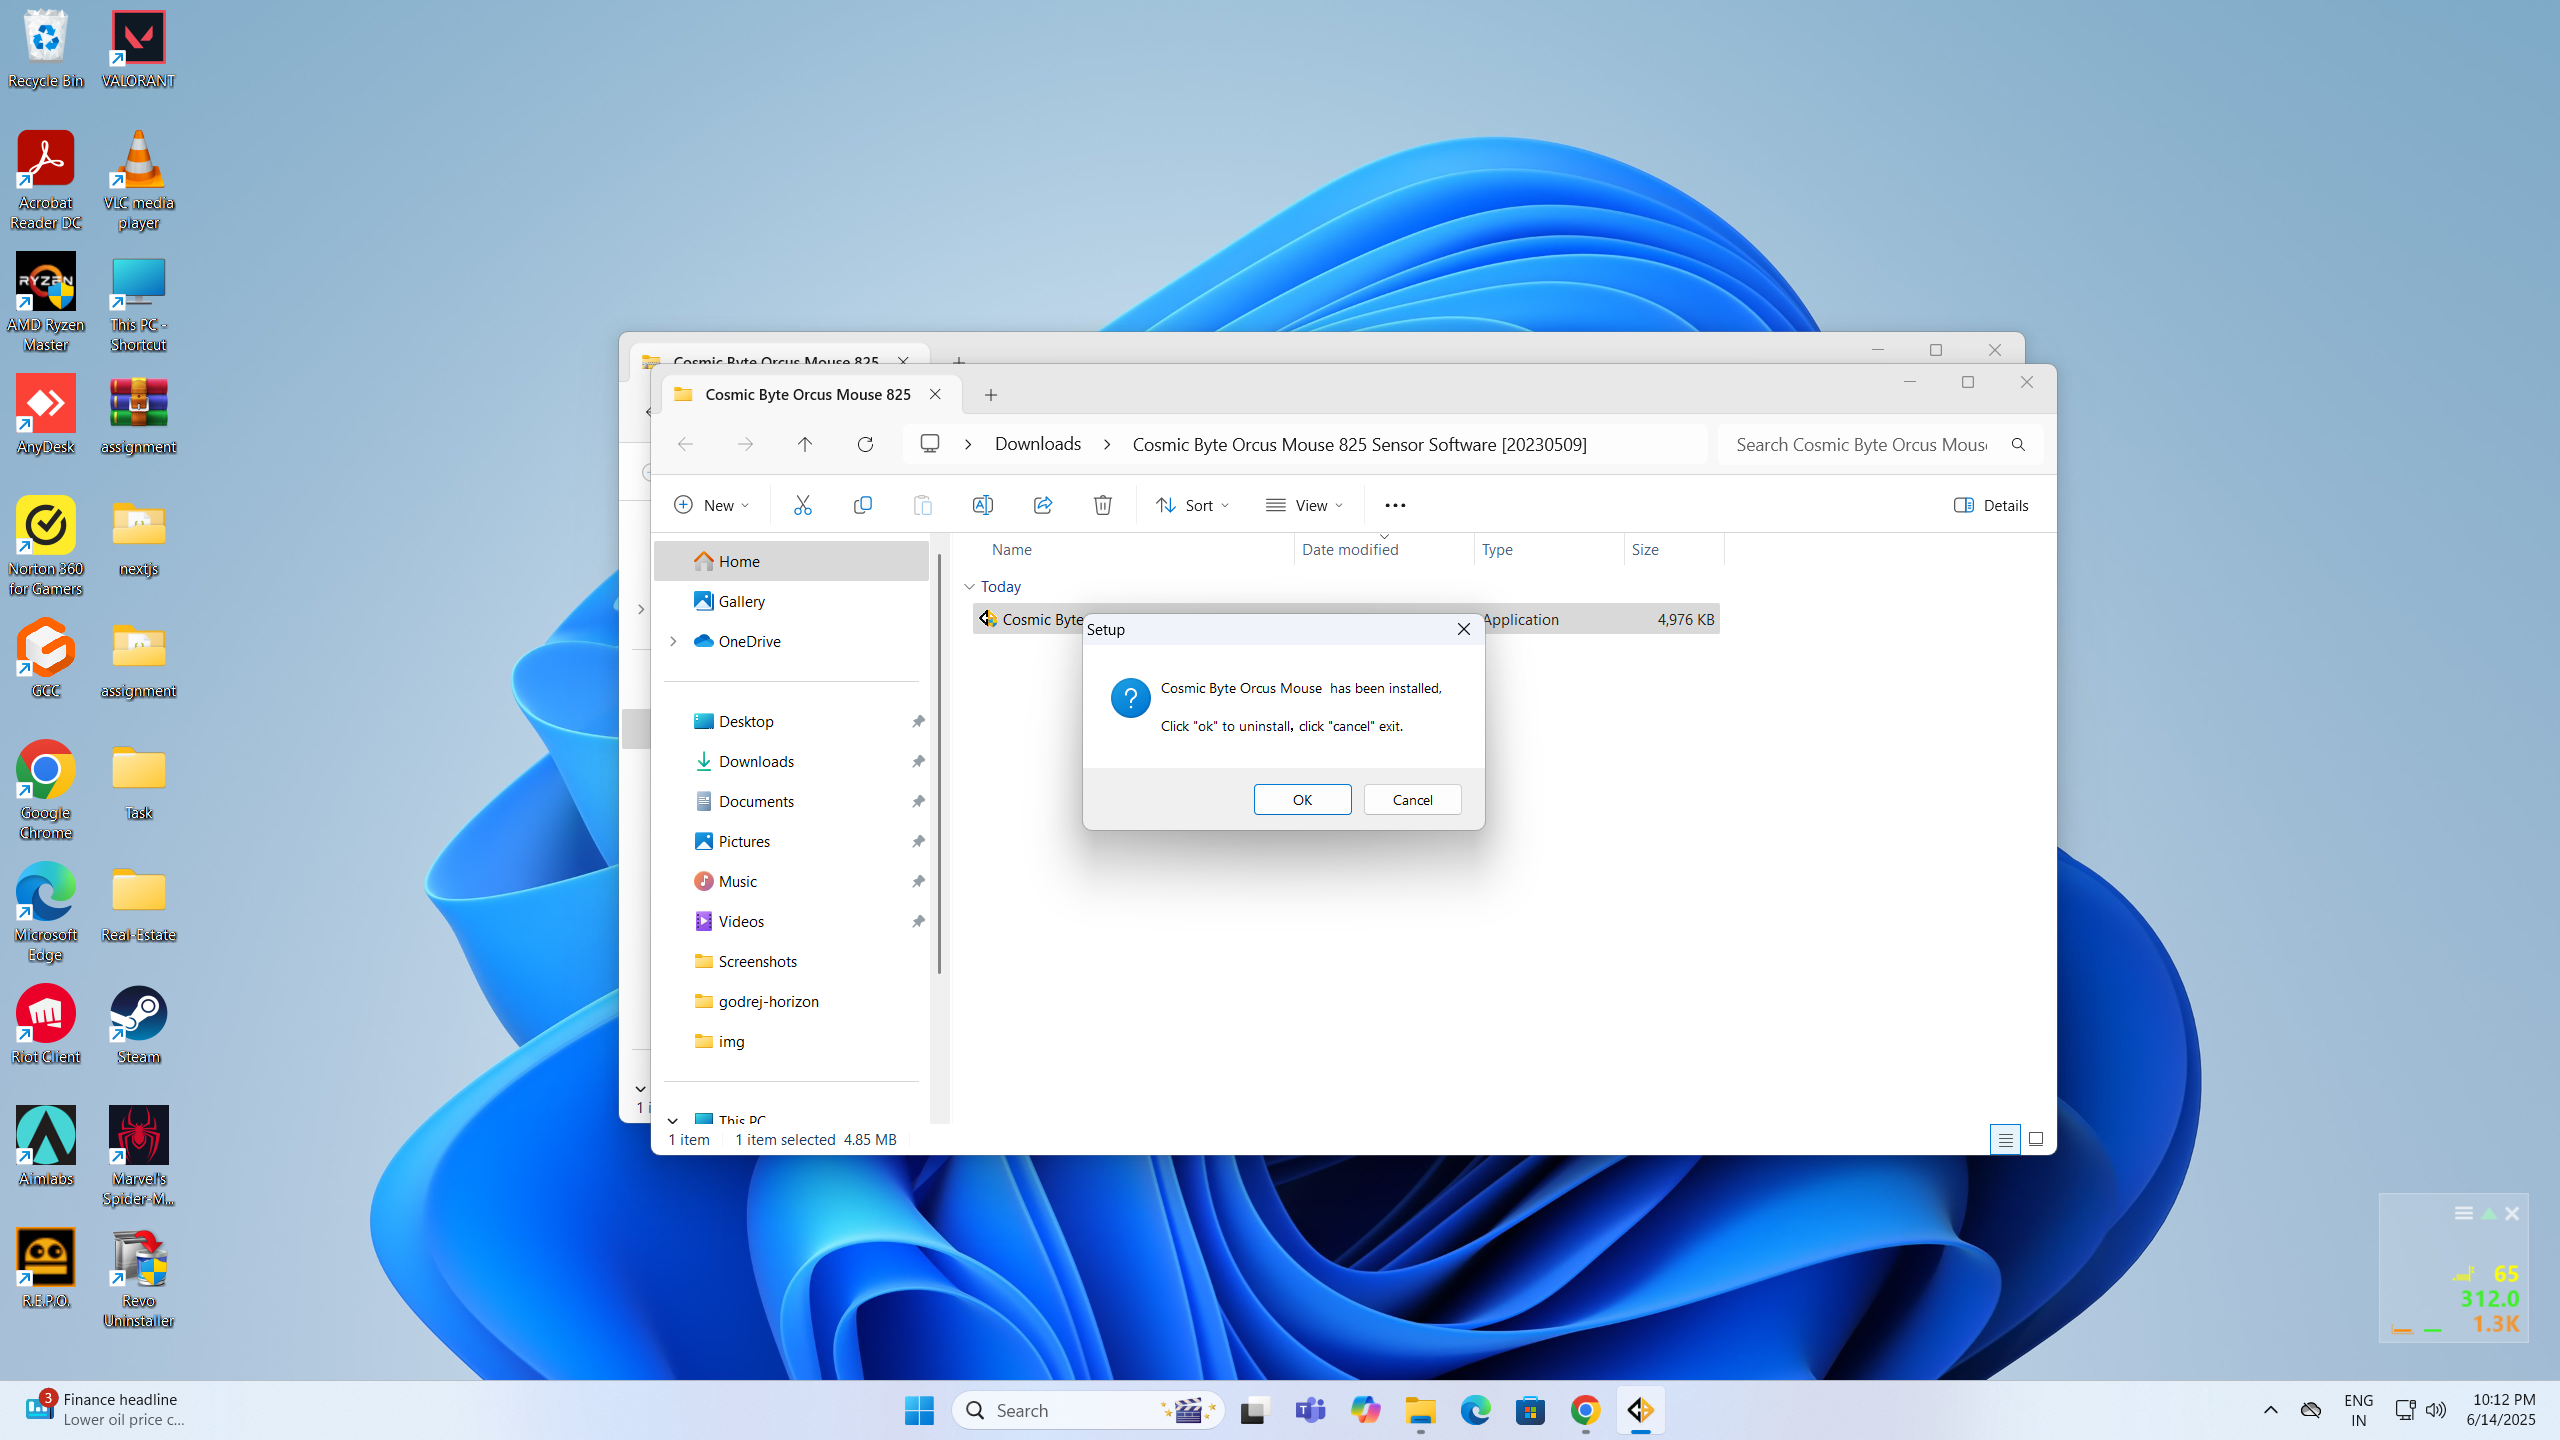 Recycle Bin
VALORANT
Acrobat
Reader DC
VLC media
player
RYZEN
AMD Ryzen
Master
This PC -
Shortcut
AnyDesk
assignment
Norton 360
for Gamers
nextjs
GCC
assignment
Google
Chrome
Task
Microsoft
Edge
Real-Estate
Riot Client
Steam
Aimlabs
Marvel's
Spider-M...
R.E.P.O.
Revo
Uninstaller
Cosmic Byte Orcus Mouse 825
Cosmic Byte Orcus Mouse 825
Downloads
Cosmic Byte Orcus Mouse 825 Sensor Software [20230509]
Search Cosmic Byte Orcus Mouse
New
Sort
View
Details
Home
Gallery
OneDrive
Desktop
Downloads
Documents
Pictures
Music
Videos
Screenshots
godrej-horizon
img
This PC
Name
Date modified
Type
Size
Today
Cosmic Byte
Application
4,976 KB
Setup
Cosmic Byte Orcus Mouse  has been installed,
Click "ok" to uninstall, click "cancel" exit.
OK
Cancel
1 i
1 item
1 item selected
4.85 MB
65
312.0
1.3K
3
Finance headline
Lower oil price c...
Search
ENG
IN
10:12 PM
6/14/2025